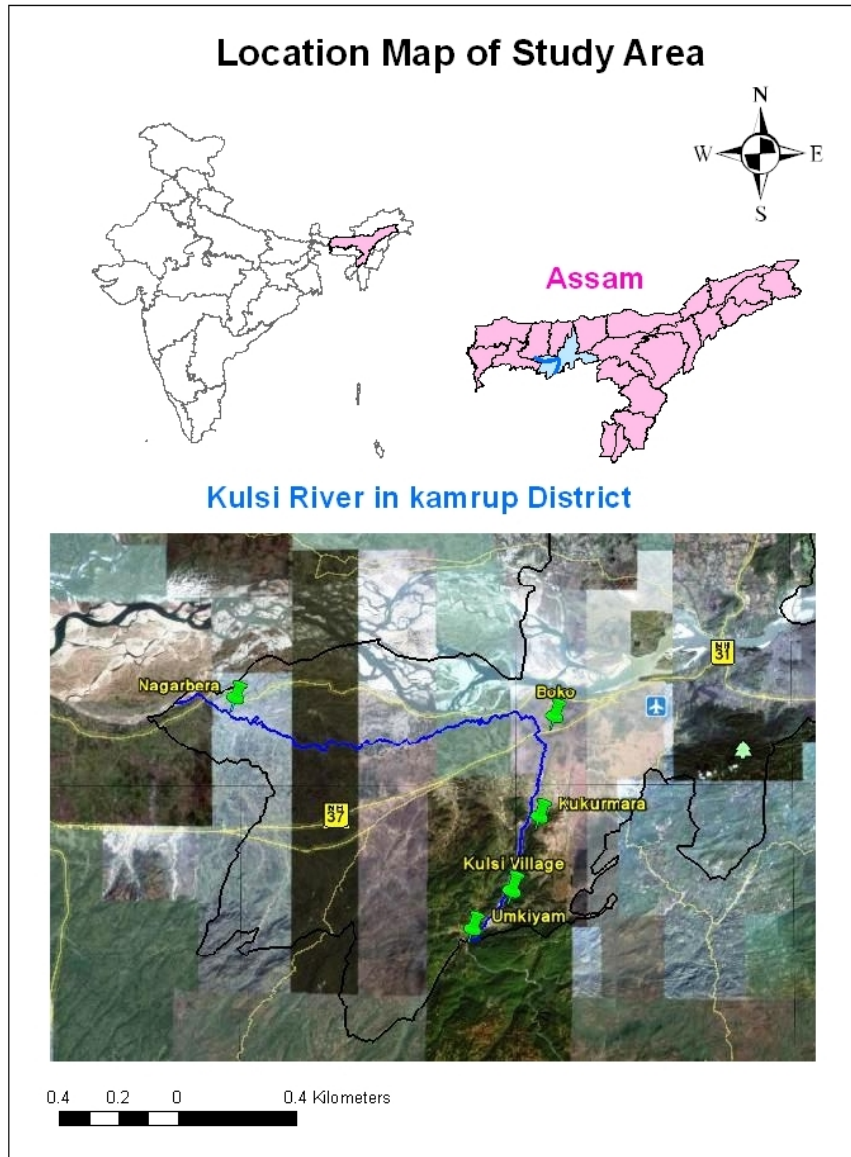 Location Map of Study Area
N
W E
S
Assam
Kulsi River in kamrup District
NH
31
Nagarbera
Boko
Kukurmara
NH
37
Kulsi Village
Umkiyam
0.4 0.2 0 0.4 Kilometers